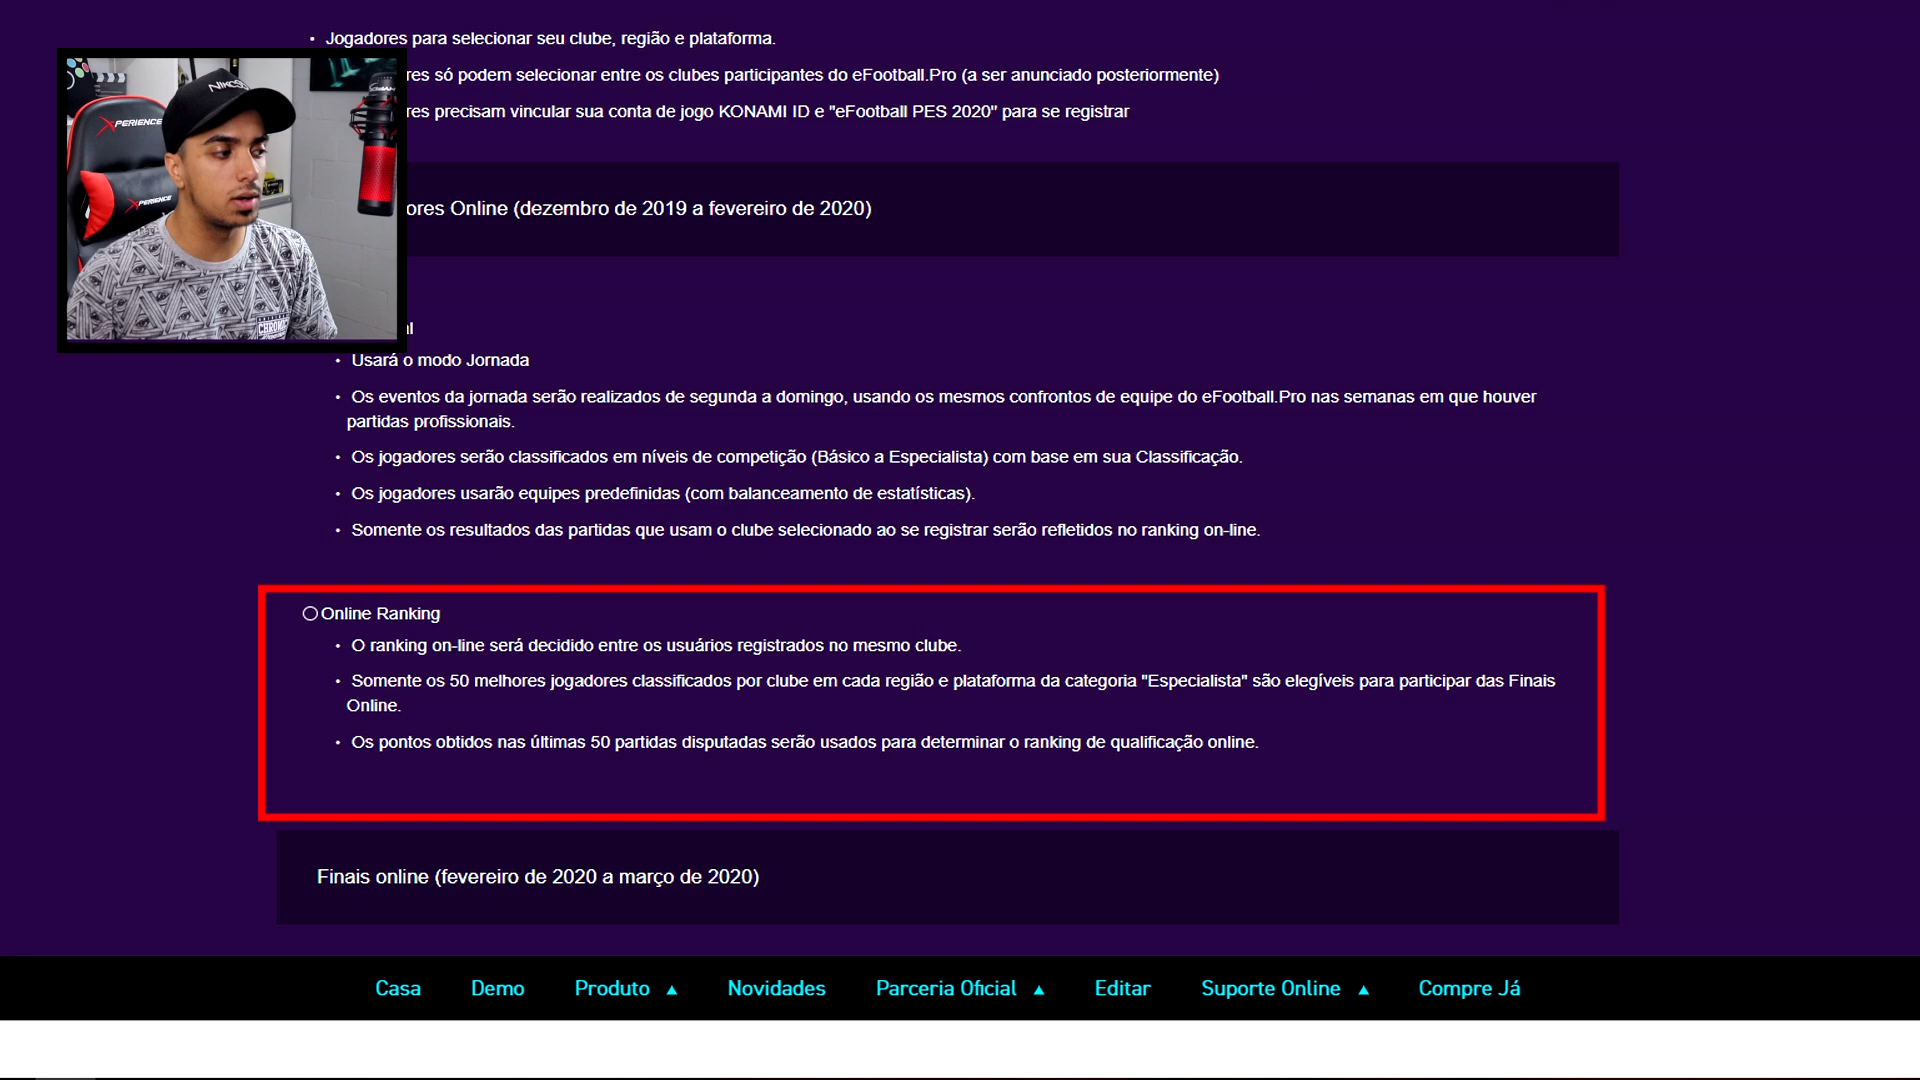 • Jogadores para selecionar seu clube, região e plataforma.
res só podem selecionar entre os clubes participantes do eFootball.Pro (a ser anunciado posteriormente)
res precisam vincular sua conta de jogo KONAMI ID e "eFootball PES 2020" para se registrar
XPERIENCE
XPERIENCE
ores Online (dezembro de 2019 a fevereiro de 2020)
al
• Usará o modo Jornada
• Os eventos da jornada serão realizados de segunda a domingo, usando os mesmos confrontos de equipe do eFootball.Pro nas semanas em que houver
partidas profissionais.
• Os jogadores serão classificados em níveis de competição (Básico a Especialista) com base em sua Classificação.
• Os jogadores usarão equipes predefinidas (com balanceamento de estatísticas).
• Somente os resultados das partidas que usam o clube selecionado ao se registrar serão refletidos no ranking on-line.
○Online Ranking
• O ranking on-line será decidido entre os usuários registrados no mesmo clube.
• Somente os 50 melhores jogadores classificados por clube em cada região e plataforma da categoria "Especialista" são elegíveis para participar das Finais
Online.
• Os pontos obtidos nas últimas 50 partidas disputadas serão usados para determinar o ranking de qualificação online.
Finais online (fevereiro de 2020 a março de 2020)
Casa Demo Produto ▲ Novidades Parceria Oficial ▲ Editar Suporte Online ▲ Compre Já